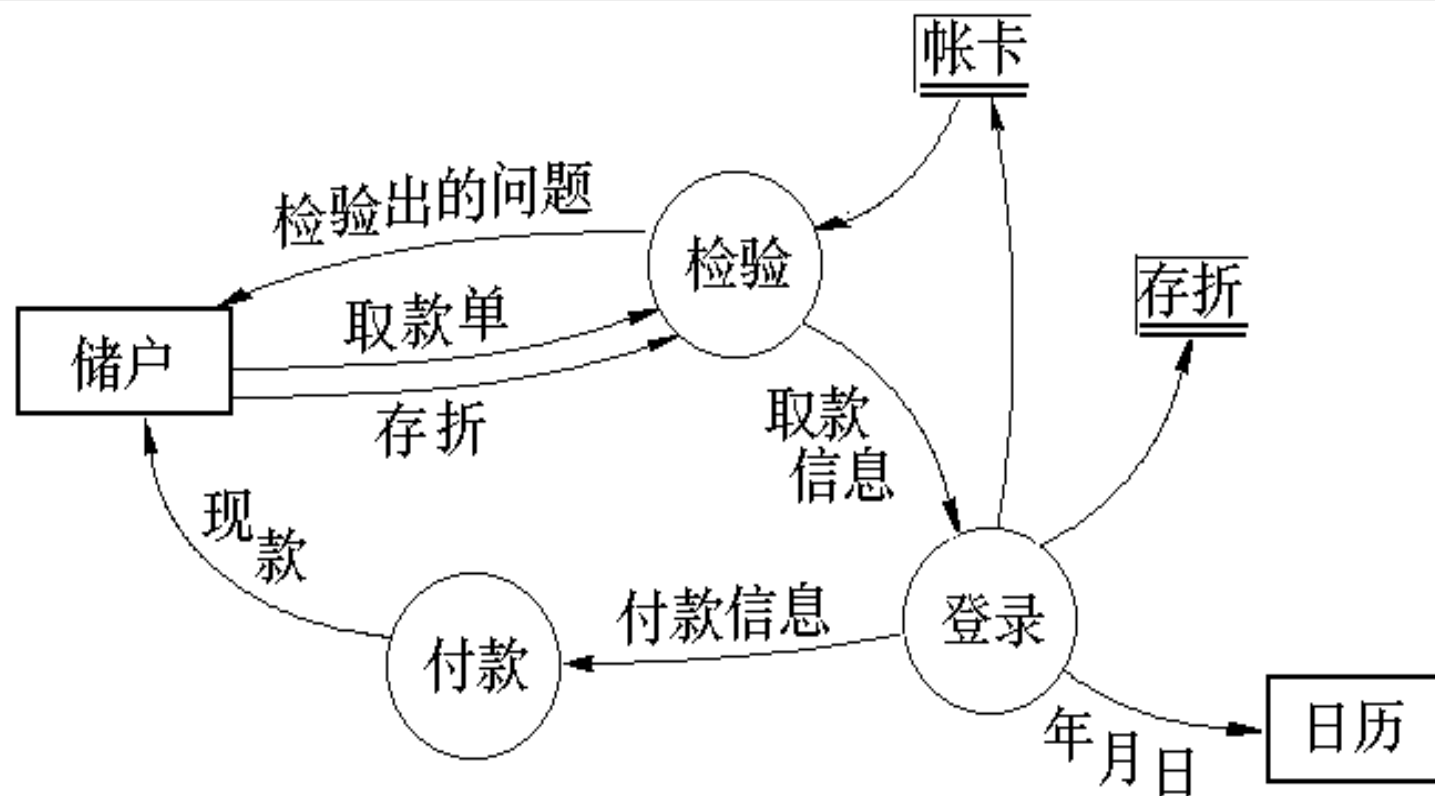 帐卡
检验出的问题
检验
存折
取款单
储户
存折
取款
信息
现款
付款信息
登录
付款
年月日
日历